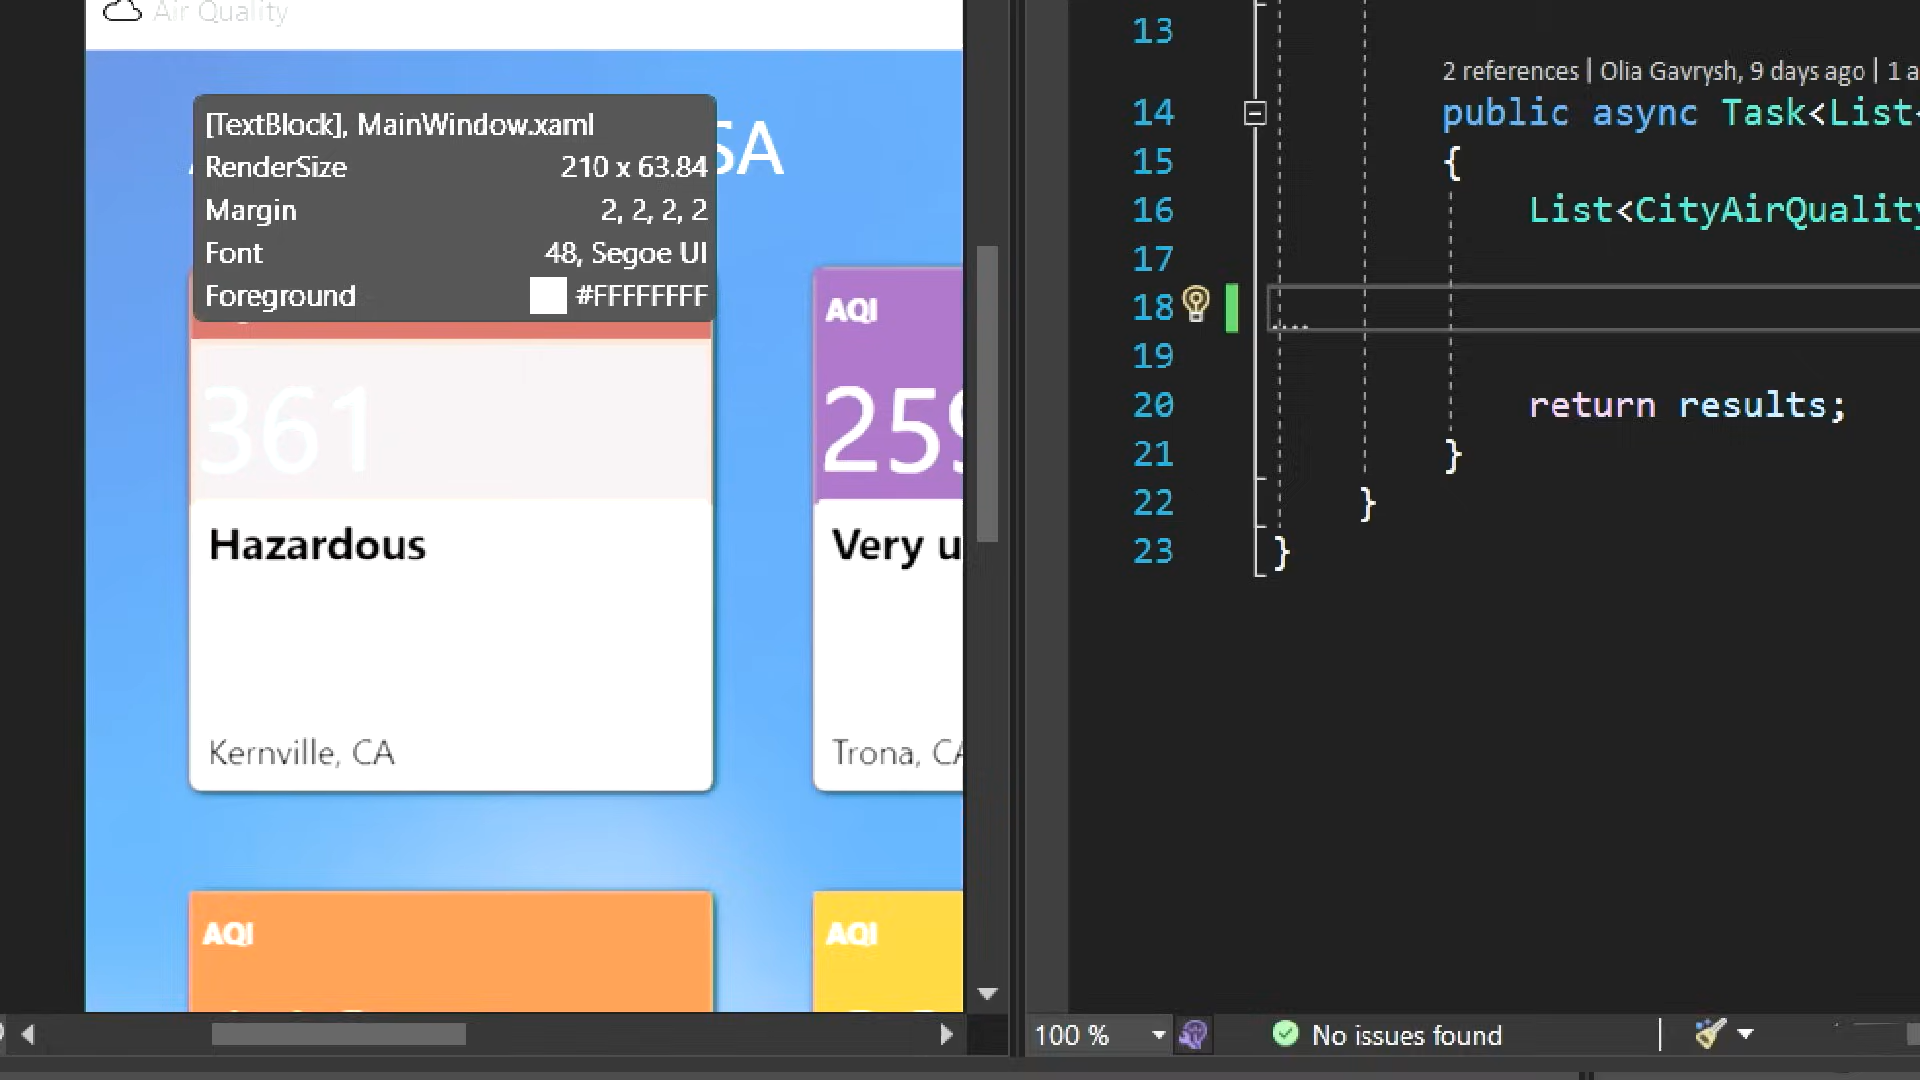 Air Quality
[TextBlock], MainWindow.xaml
SA
RenderSize 210 x 63.84
Margin 2, 2, 2, 2
Font 48, Segoe UI
Foreground #FFFFFFFF
AQI
361
259
Hazardous
Very u
Kernville, CA
Trona, CA
AQI
AQI
13
2 references | Olia Gavrysh, 9 days ago | 1 a
14 public async Task<List<
15 {
16 List<CityAirQuality
17
18
19
20 return results;
21 }
22 }
23 }
100 %
No issues found